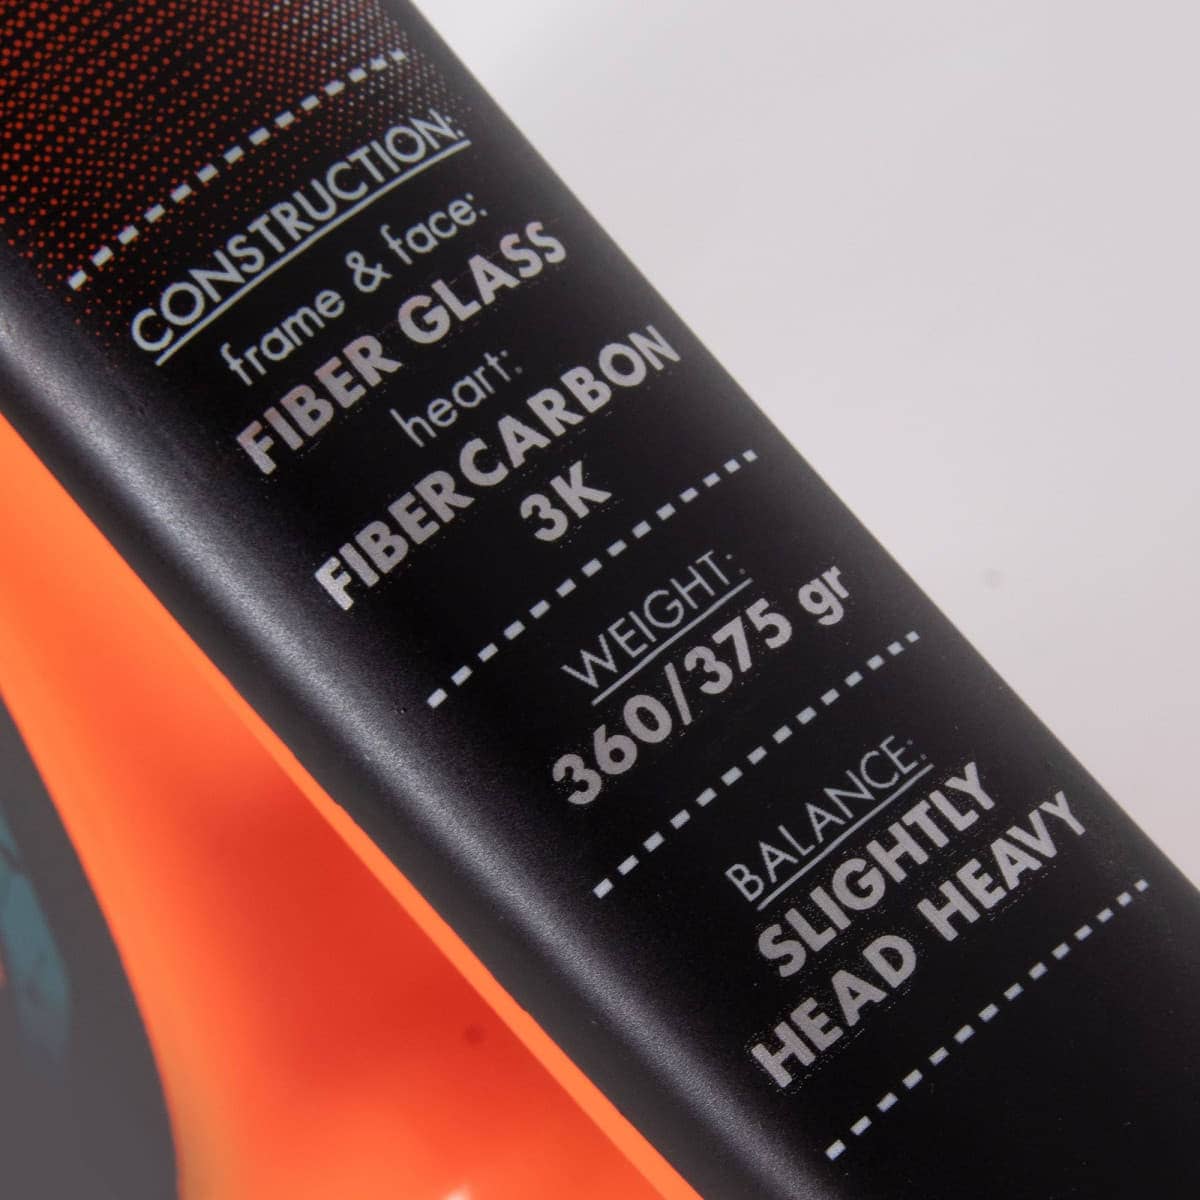 CONSTRUCTION:
frame & face:
FIBER GLASS
heart:
FIBERCARBON
3K
WEIGHT:
360/375 gr
BALANCE:
SLIGHTLY
HEAD HEAVY